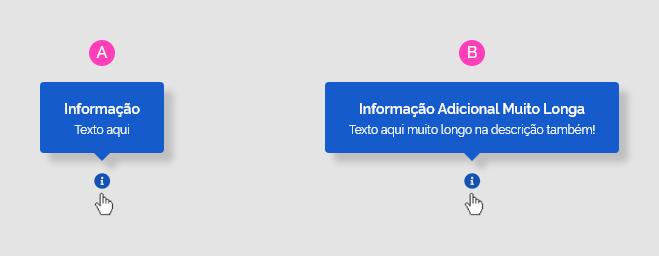 A
Informação
Texto aqui
i
B
Informação Adicional Muito Longa
Texto aqui muito longo na descrição também!
i